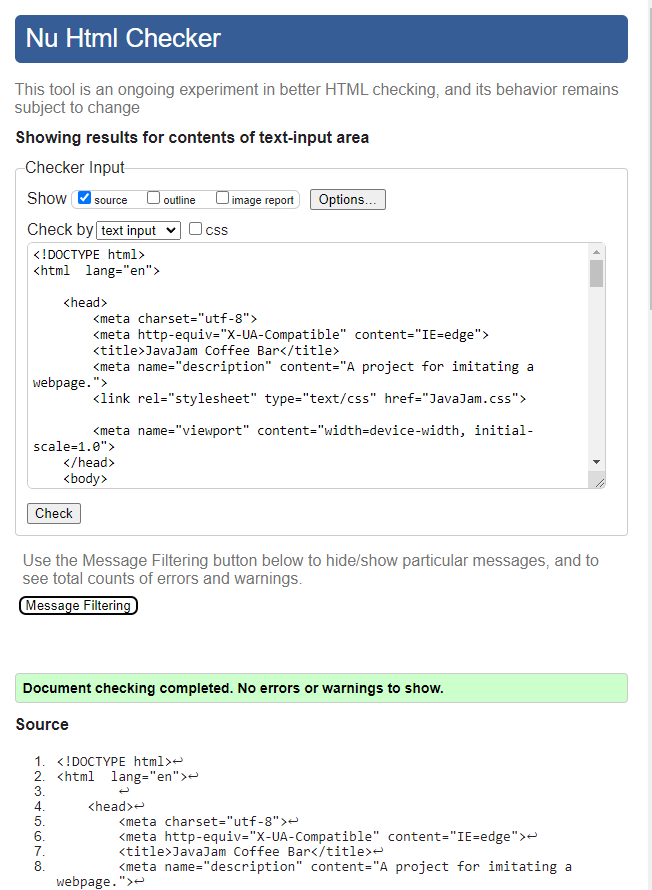 Nu Html Checker
This tool is an ongoing experiment in better HTML checking, and its behavior remains
subject to change
Showing results for contents of text-input area
Checker Input
Show source outline image report Options...
Check by text input css
<!DOCTYPE html>
<html  lang="en">
    <head>
        <meta charset="utf-8">
        <meta http-equiv="X-UA-Compatible" content="IE=edge">
        <title>JavaJam Coffee Bar</title>
        <meta name="description" content="A project for imitating a
webpage.">
        <link rel="stylesheet" type="text/css" href="JavaJam.css">
        <meta name="viewport" content="width=device-width, initial-
scale=1.0">
    </head>
    <body>
Check
Use the Message Filtering button below to hide/show particular messages, and to
see total counts of errors and warnings.
Message Filtering
Document checking completed. No errors or warnings to show.
Source
1. <!DOCTYPE html>↩
2. <html  lang="en">↩
3.         ↩
4.     <head>↩
5.         <meta charset="utf-8">↩
6.         <meta http-equiv="X-UA-Compatible" content="IE=edge">↩
7.         <title>JavaJam Coffee Bar</title>↩
8.         <meta name="description" content="A project for imitating a
webpage.">↩